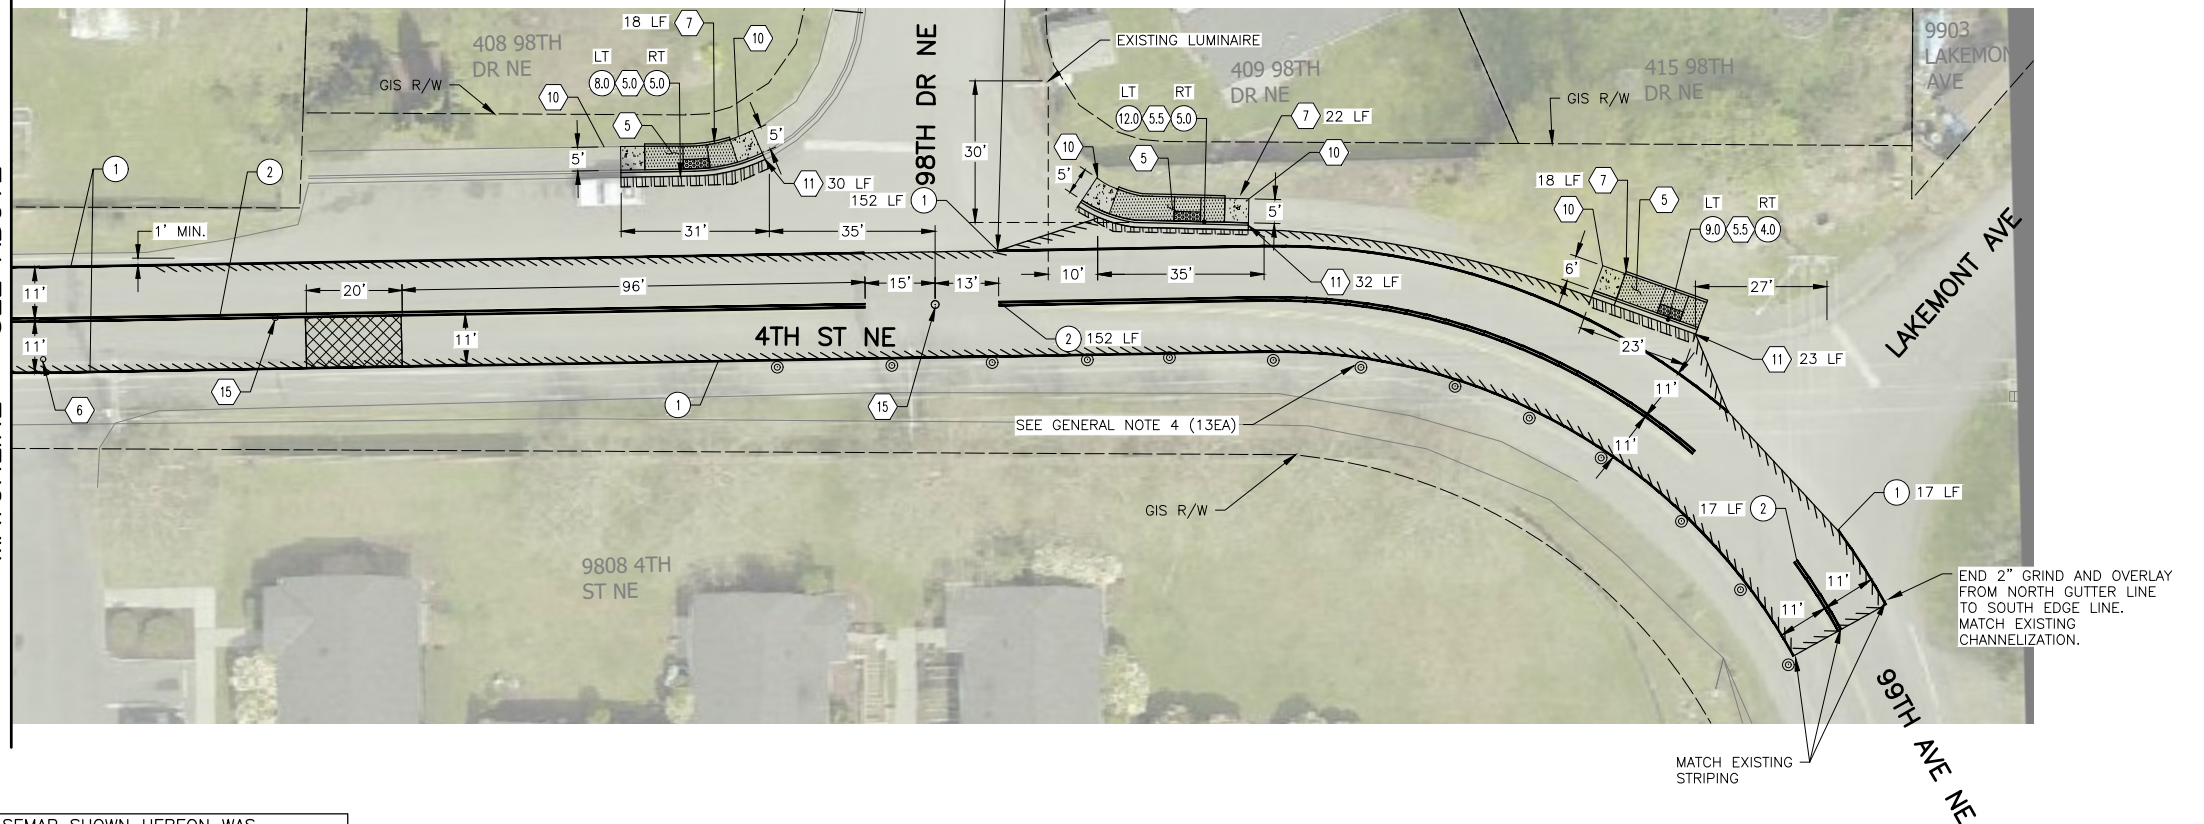 18 LF 7
10
408 98TH
DR NE
LT RT
8.0 5.0 5.0
GIS R/W
10
5
5'
5'
11 30 LF
98TH DR NE
152 LF 1
31'
35'
30'
EXISTING LUMINAIRE
409 98TH
DR NE
LT RT
12.0 5.5 5.0
7 22 LF
10
5
10
5'
5'
10'
35'
11 32 LF
415 98TH
DR NE
GIS R/W
9903
LAKEMON
AVE
18 LF 7
5
LT RT
9.0 5.5 4.0
10
6'
27'
23'
11 23 LF
LAKEMONT AVE
1
2
1' MIN.
11'
11'
20'
96'
15'
13'
11'
4TH ST NE
2 152 LF
6
15
1
15
SEE GENERAL NOTE 4 (13EA)
11'
11'
GIS R/W
1 17 LF
17 LF 2
11'
11'
9808 4TH
ST NE
END 2" GRIND AND OVERLAY
FROM NORTH GUTTER LINE
TO SOUTH EDGE LINE.
MATCH EXISTING
CHANNELIZATION.
99TH AVE NE
MATCH EXISTING
STRIPING
SEMAP SHOWN HEREON WAS